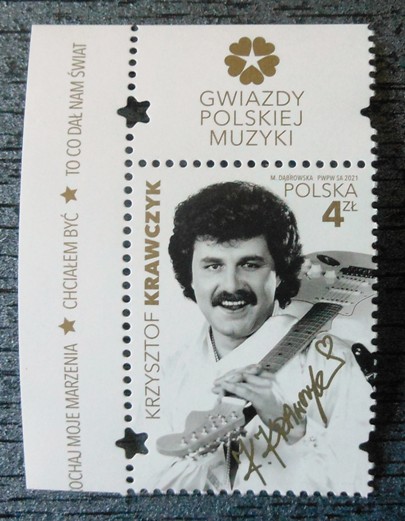 GWIAZDY
POLSKIEJ
MUZYKI
M. DĄBROWSKA PWPW SA 2021
POLSKA
4 ZŁ
KRZYSZTOF KRAWCZYK
K Krawczyk
OCHAJ MOJE MARZENIA ★ CHCIAŁEM BYĆ ★ TO CO DAŁ NAM ŚWIAT